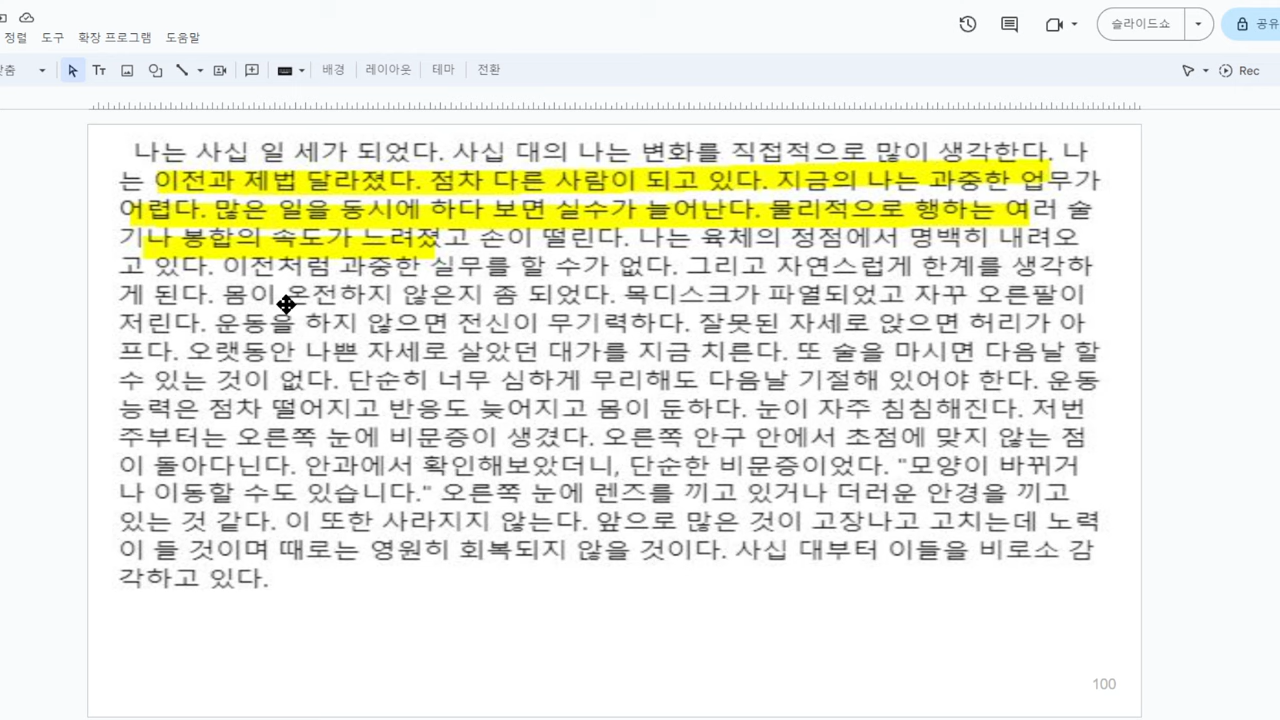 정렬 도구 확장 프로그램 도움말
슬라이드쇼
공유
배경 레이아웃 테마 전환
Rec
나는 사십 일 세가 되었다. 사십 대의 나는 변화를 직접적으로 많이 생각한다. 나
는 이전과 제법 달라졌다. 점차 다른 사람이 되고 있다. 지금의 나는 과중한 업무가
어렵다. 많은 일을 동시에 하다 보면 실수가 늘어난다. 물리적으로 행하는 여러 술
기나 봉합의 속도가 느려졌고 손이 떨린다. 나는 육체의 정점에서 명백히 내려오
고 있다. 이전처럼 과중한 실무를 할 수가 없다. 그리고 자연스럽게 한계를 생각하
게 된다. 몸이 온전하지 않은지 좀 되었다. 목디스크가 파열되었고 자꾸 오른팔이
저린다. 운동을 하지 않으면 전신이 무기력하다. 잘못된 자세로 앉으면 허리가 아
프다. 오랫동안 나쁜 자세로 살았던 대가를 지금 치른다. 또 술을 마시면 다음날 할
수 있는 것이 없다. 단순히 너무 심하게 무리해도 다음날 기절해 있어야 한다. 운동
능력은 점차 떨어지고 반응도 늦어지고 몸이 둔하다. 눈이 자주 침침해진다. 저번
주부터는 오른쪽 눈에 비문증이 생겼다. 오른쪽 안구 안에서 초점에 맞지 않는 점
이 돌아다닌다. 안과에서 확인해보았더니, 단순한 비문증이었다. "모양이 바뀌거
나 이동할 수도 있습니다." 오른쪽 눈에 렌즈를 끼고 있거나 더러운 안경을 끼고
있는 것 같다. 이 또한 사라지지 않는다. 앞으로 많은 것이 고장나고 고치는데 노력
이 들 것이며 때로는 영원히 회복되지 않을 것이다. 사십 대부터 이들을 비로소 감
각하고 있다.
100